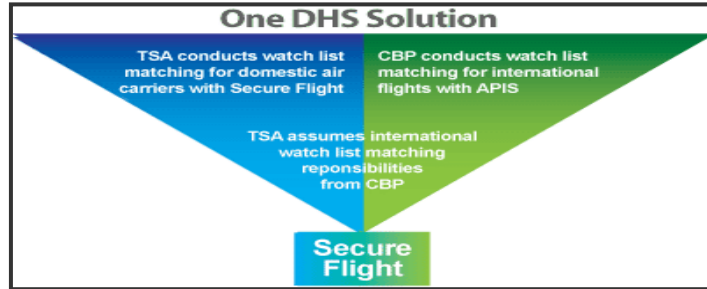 One DHS Solution
TSA conducts watch list
matching for domestic air
carriers with Secure Flight
CBP conducts watch list
matching for international
flights with APIS
TSA assumes international
watch list matching
reponsibilities
from CBP
Secure
Flight